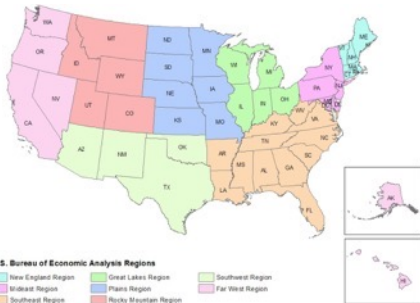 WA
MT
ND
MN
ME
VT
NH
OR
ID
SD
WI
MI
NY
WY
NE
IA
PA
NV
UT
CO
KS
MO
IL
IN
OH
WV
VA
KY
CA
AZ
NM
OK
AR
TN
NC
SC
MS
AL
GA
TX
LA
FL
AK
HI
S. Bureau of Economic Analysis Regions
New England Region
Great Lakes Region
Southwest Region
Mideast Region
Plains Region
Far West Region
Southeast Region
Rocky Mountain Region